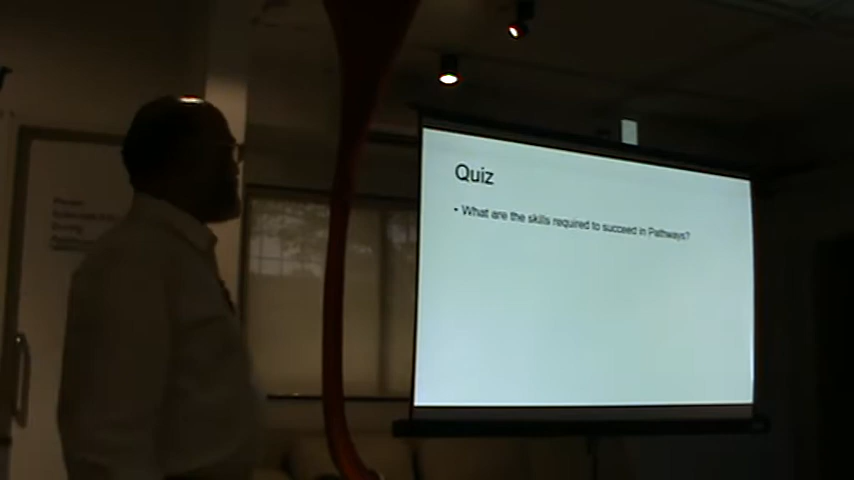 Quiz
• What are the skills required to succeed in Pathways?